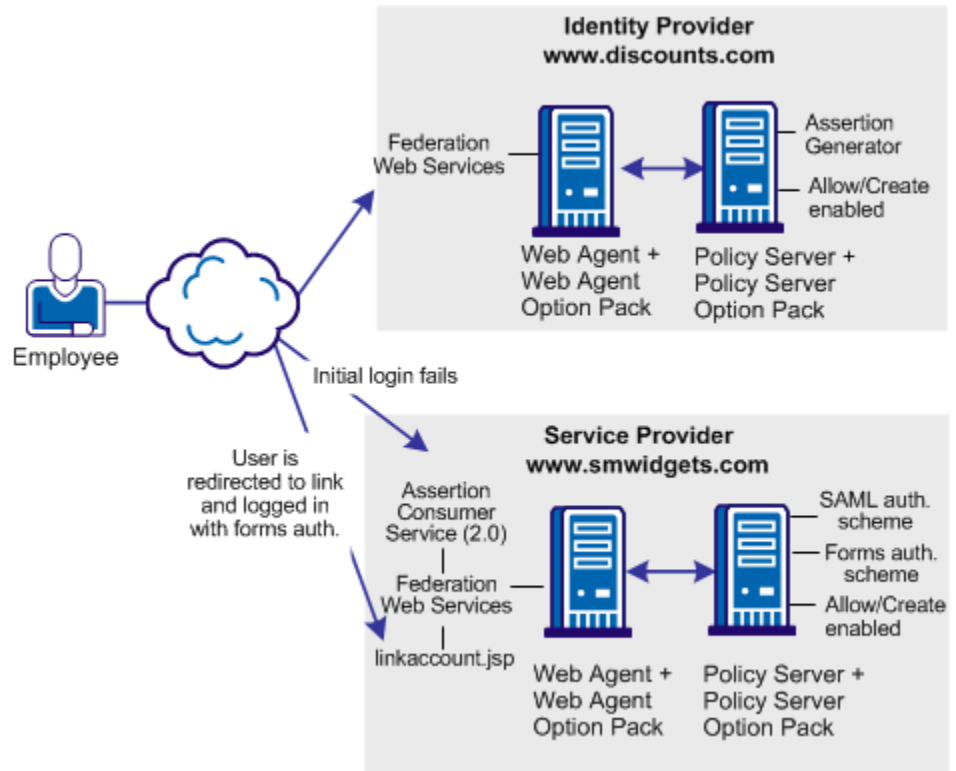 Identity Provider
www.discounts.com
Federation
Web Services
Assertion
Generator
Allow/Create
enabled
Web Agent +
Web Agent
Option Pack
Policy Server +
Policy Server
Option Pack
Employee
Initial login fails
User is
redirected to link
and logged in
with forms auth.
Service Provider
www.smwidgets.com
Assertion
Consumer
Service (2.0)
Federation
Web Services
linkaccount.jsp
SAML auth.
scheme
Forms auth.
scheme
Allow/Create
enabled
Web Agent +
Web Agent
Option Pack
Policy Server +
Policy Server
Option Pack